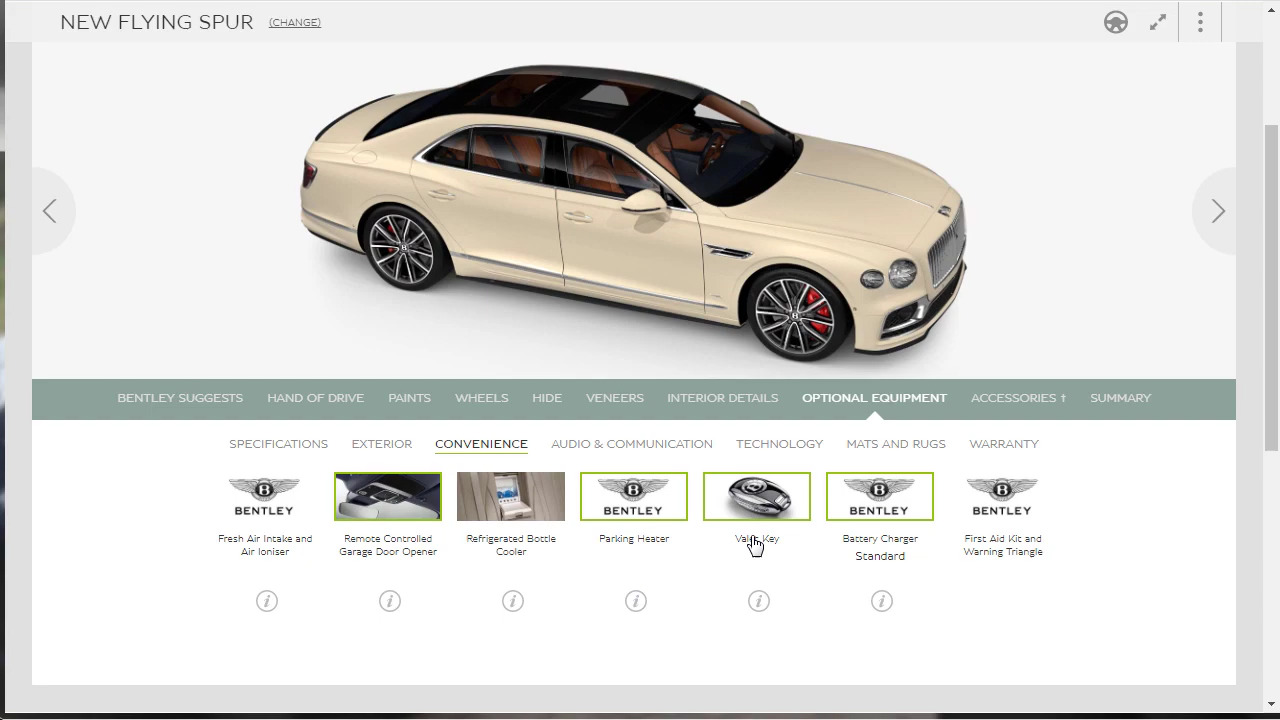 NEW FLYING SPUR (CHANGE)
BENTLEY SUGGESTS HAND OF DRIVE PAINTS WHEELS HIDE VENEERS INTERIOR DETAILS OPTIONAL EQUIPMENT ACCESSORIES † SUMMARY
SPECIFICATIONS EXTERIOR CONVENIENCE AUDIO & COMMUNICATION TECHNOLOGY MATS AND RUGS WARRANTY
B B B B
BENTLEY BENTLEY BENTLEY BENTLEY
Fresh Air Intake and
Air Ioniser
Remote Controlled
Garage Door Opener
Refrigerated Bottle
Cooler
Parking Heater
Valet Key
Battery Charger
Standard
First Aid Kit and
Warning Triangle
i i i i i i